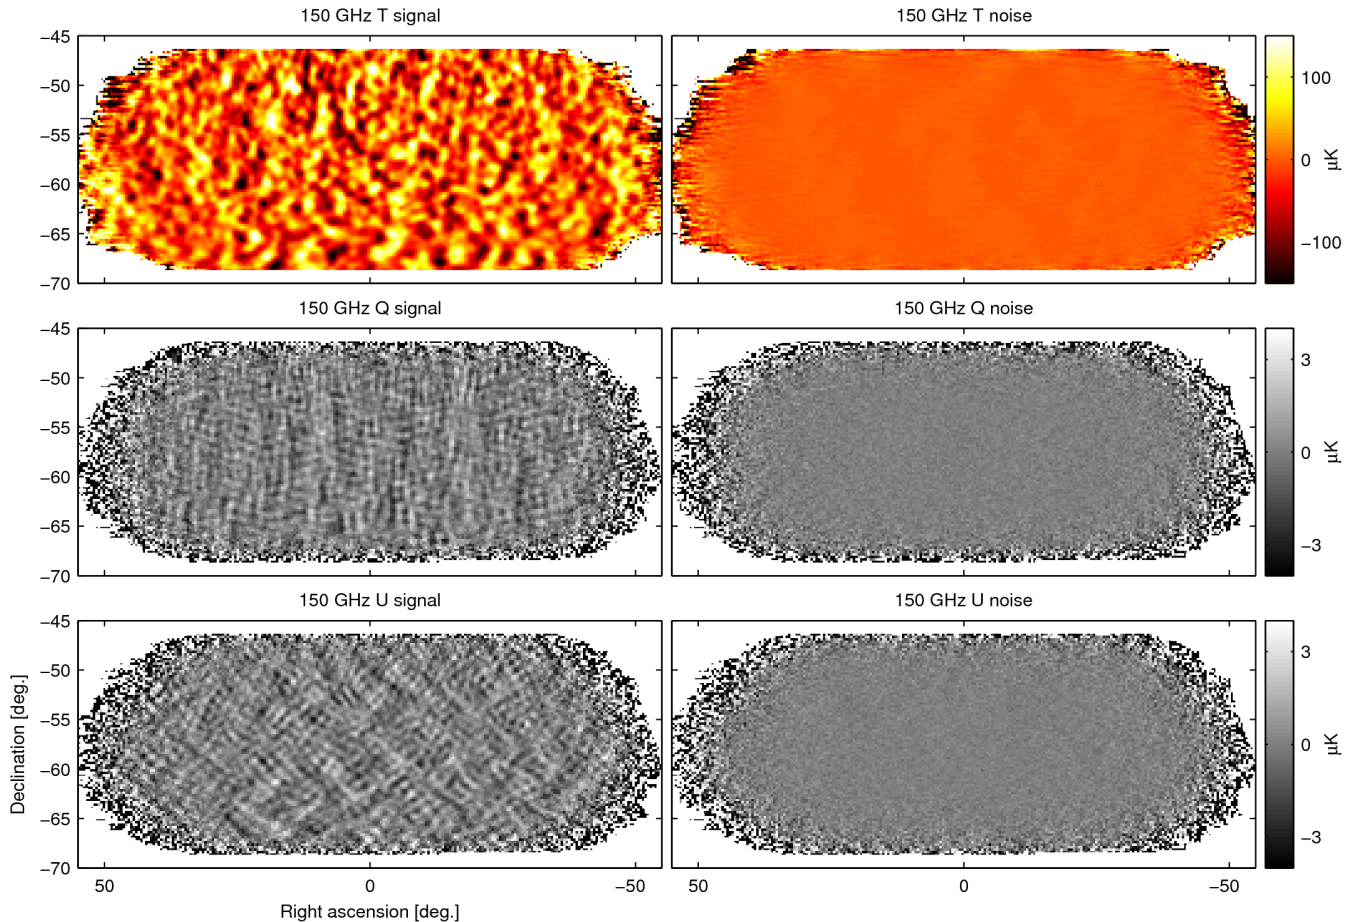 150 GHz T signal
150 GHz T noise
−45
−50
−55
−60
−65
−70
100
0
−100
µK
150 GHz Q signal
150 GHz Q noise
−45
−50
−55
−60
−65
−70
3
0
−3
µK
150 GHz U signal
150 GHz U noise
−45
−50
−55
−60
−65
−70
3
0
−3
µK
Declination [deg.]
50 0 −50
50 0 −50
Right ascension [deg.]